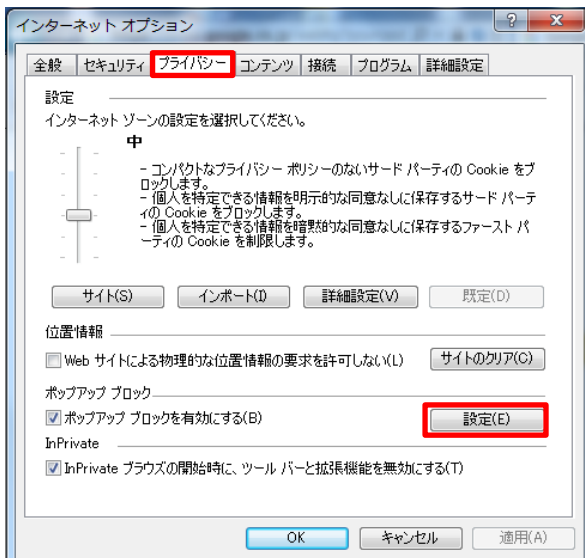 インターネット オプション
全般 セキュリティ プライバシー コンテンツ 接続 プログラム 詳細設定
設定
インターネット ゾーンの設定を選択してください。
中
- コンパクトなプライバシー ポリシーのないサード パーティの Cookie をブ
ロックします。
- 個人を特定できる情報を明示的な同意なしに保存するサード パーテ
ィの Cookie をブロックします。
- 個人を特定できる情報を暗黙的な同意なしに保存するファースト パ
ーティの Cookie を制限します。
サイト(S) インポート(I) 詳細設定(V) 既定(D)
位置情報
Web サイトによる物理的な位置情報の要求を許可しない(L) サイトのクリア(C)
ポップアップ ブロック
ポップアップ ブロックを有効にする(B) 設定(E)
InPrivate
InPrivate ブラウズの開始時に、ツール バーと拡張機能を無効にする(T)
OK キャンセル 適用(A)